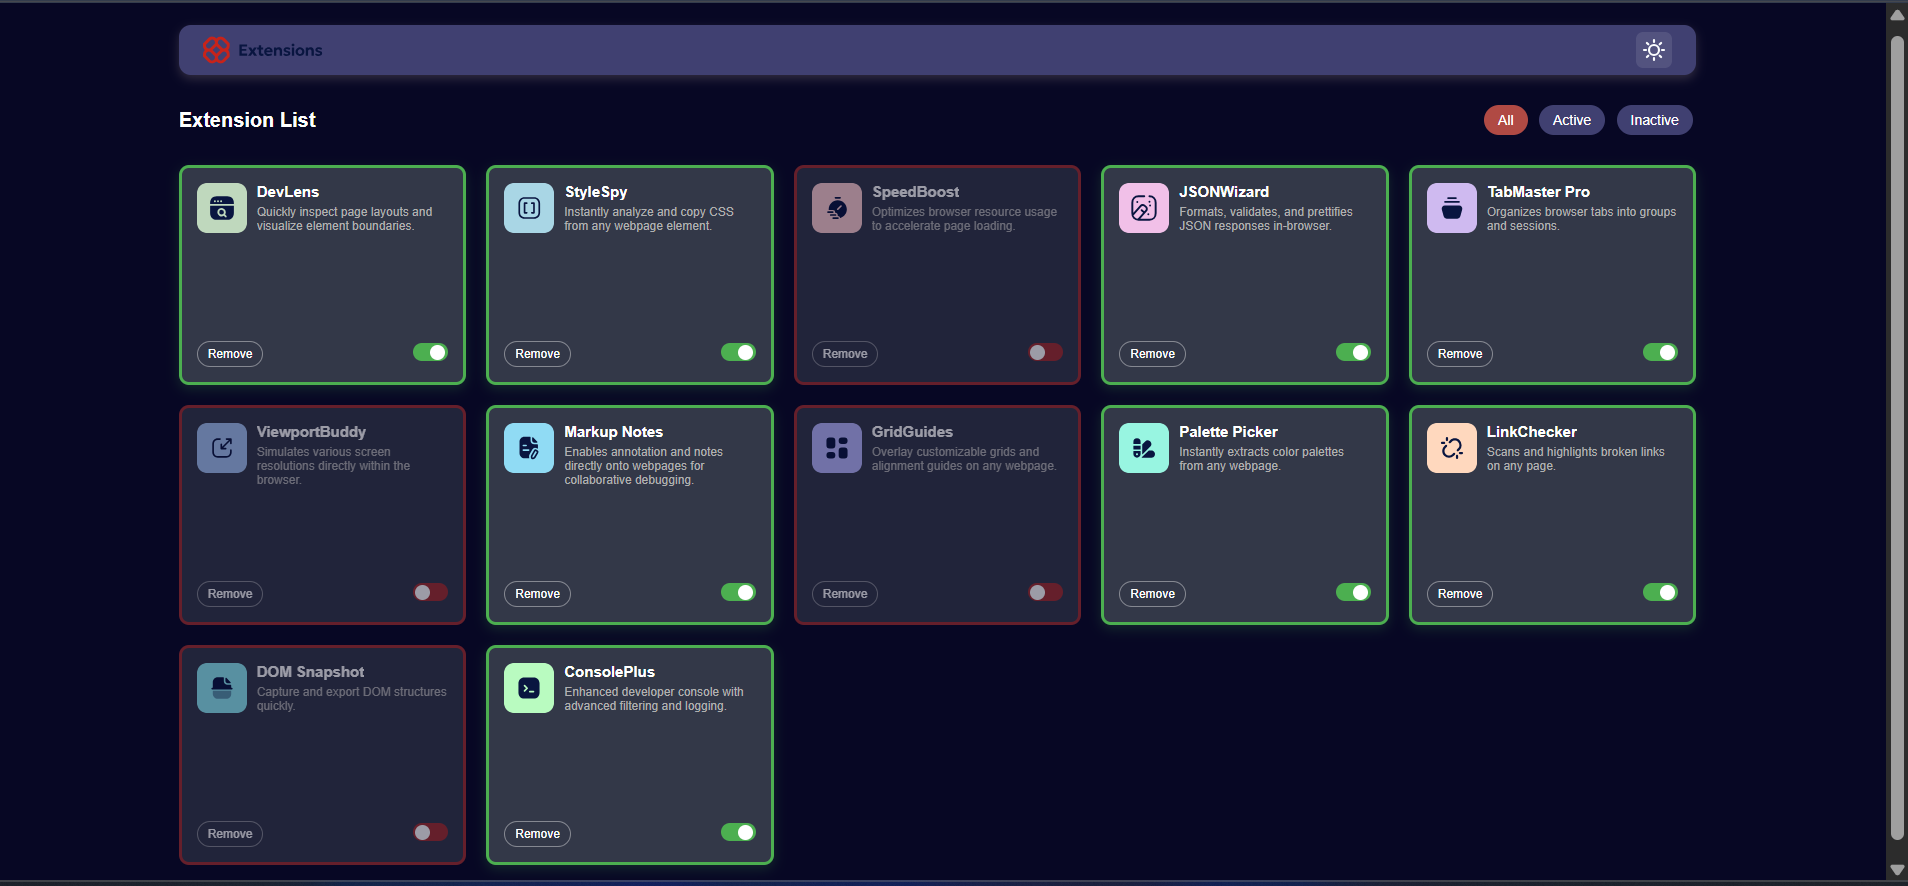 Extensions
Extension List
All
Active
Inactive
DevLens
Quickly inspect page layouts and
visualize element boundaries.
Remove
StyleSpy
Instantly analyze and copy CSS
from any webpage element.
Remove
SpeedBoost
Optimizes browser resource usage
to accelerate page loading.
Remove
JSONWizard
Formats, validates, and prettifies
JSON responses in-browser.
Remove
TabMaster Pro
Organizes browser tabs into groups
and sessions.
Remove
ViewportBuddy
Simulates various screen
resolutions directly within the
browser.
Remove
Markup Notes
Enables annotation and notes
directly onto webpages for
collaborative debugging.
Remove
GridGuides
Overlay customizable grids and
alignment guides on any webpage.
Remove
Palette Picker
Instantly extracts color palettes
from any webpage.
Remove
LinkChecker
Scans and highlights broken links
on any page.
Remove
DOM Snapshot
Capture and export DOM structures
quickly.
Remove
ConsolePlus
Enhanced developer console with
advanced filtering and logging.
Remove